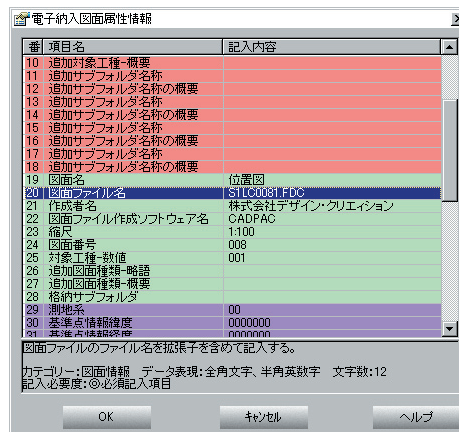 電子納入図面属性情報
番 項目名 記入内容
10 追加対象工種-概要
11 追加サブフォルダ名称
12 追加サブフォルダ名称の概要
13 追加サブフォルダ名称
14 追加サブフォルダ名称の概要
15 追加サブフォルダ名称
16 追加サブフォルダ名称の概要
17 追加サブフォルダ名称
18 追加サブフォルダ名称の概要
19 図面名 位置図
20 図面ファイル名 S1LC0081.FDC
21 作成者名 株式会社デザイン・クリエィション
22 図面ファイル作成ソフトウェア名 CADPAC
23 縮尺 1:100
24 図面番号 008
25 対象工種-数値 001
26 追加図面種類-略語
27 追加図面種類-概要
28 格納サブフォルダ
29 測地系 00
30 基準点情報緯度 0000000
31 基準点情報経度 0000000
図面ファイルのファイル名を拡張子を含めて記入する。
カテゴリー:図面情報 データ表現:全角文字、半角英数字 文字数:12
記入必要度:◎必須記入項目
OK キャンセル ヘルプ